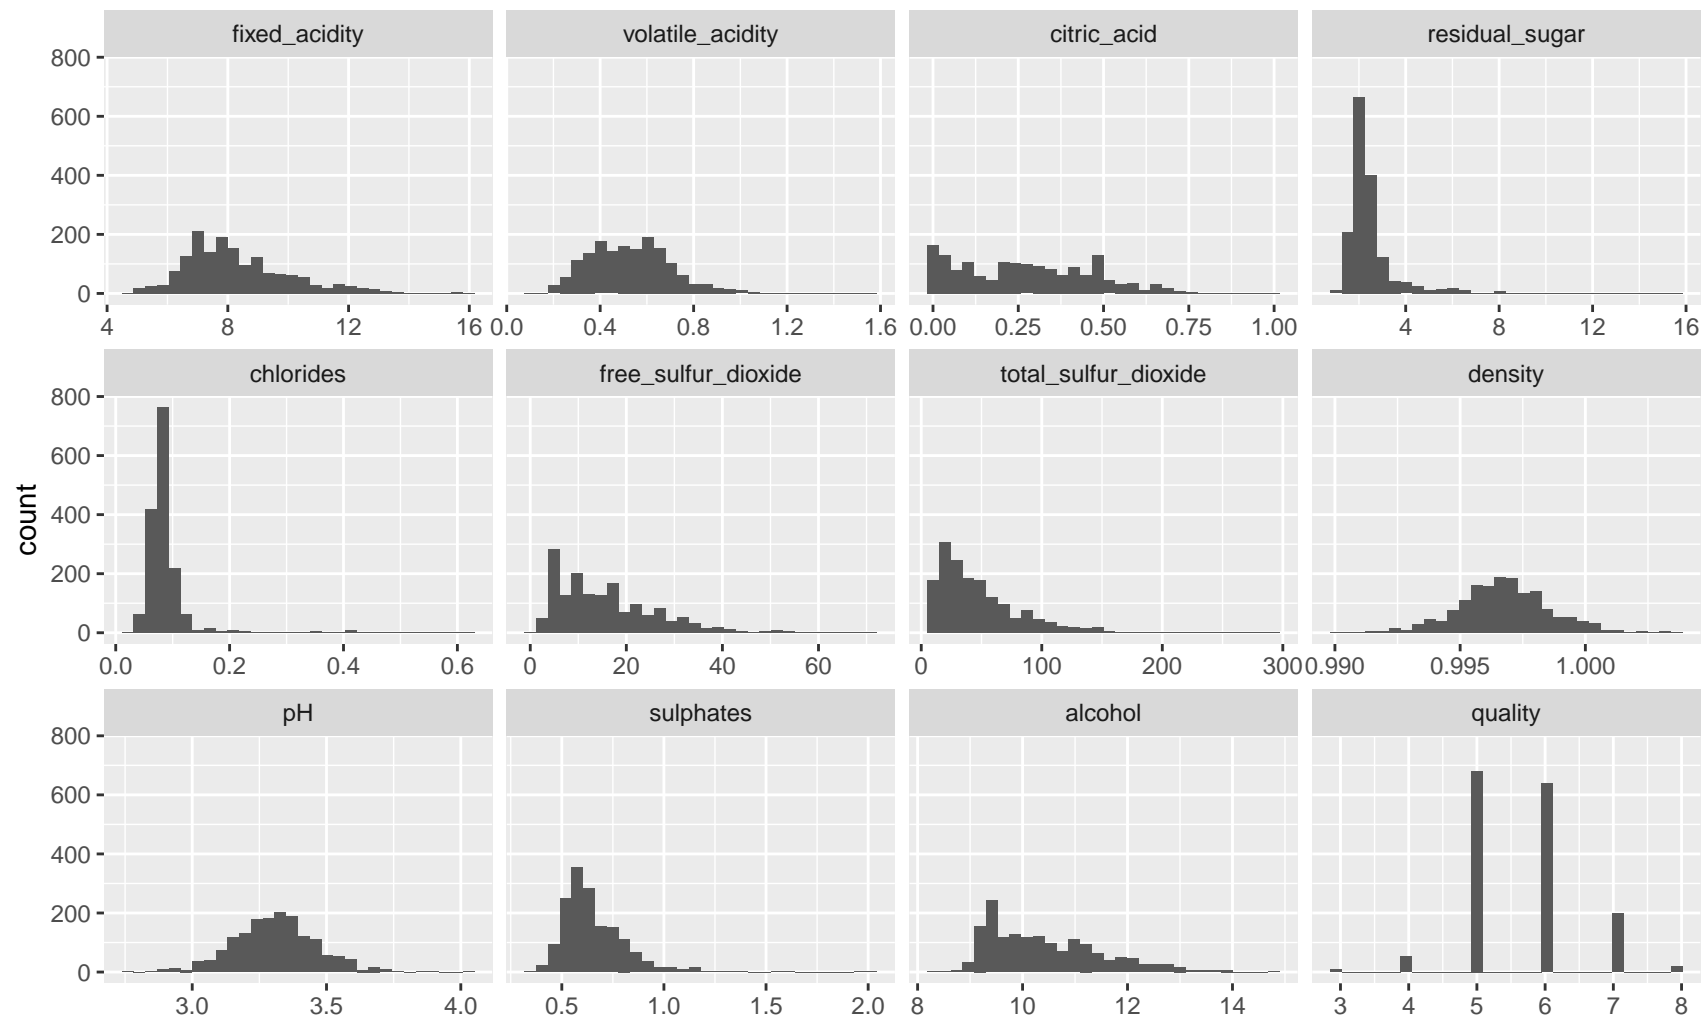 fixed_acidity volatile_acidity citric_acid residual_sugar
800
600
400
200
0
4 8 12 16 0.0 0.4 0.8 1.2 1.6 0.00 0.25 0.50 0.75 1.00 4 8 12 16
chlorides free_sulfur_dioxide total_sulfur_dioxide density
800
600
400
200
0
count
0.0 0.2 0.4 0.6 0 20 40 60 0 100 200 300 0.990 0.995 1.000
pH sulphates alcohol quality
800
600
400
200
0
3.0 3.5 4.0 0.5 1.0 1.5 2.0 8 10 12 14 3 4 5 6 7 8